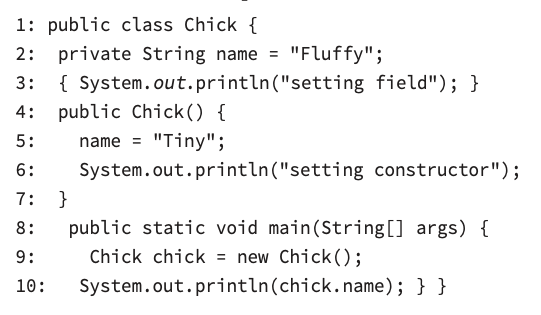 1: public class Chick {
2:  private String name = "Fluffy";
3:  { System.out.println("setting field"); }
4:  public Chick() {
5:    name = "Tiny";
6:    System.out.println("setting constructor");
7:  }
8:   public static void main(String[] args) {
9:     Chick chick = new Chick();
10:   System.out.println(chick.name); } }